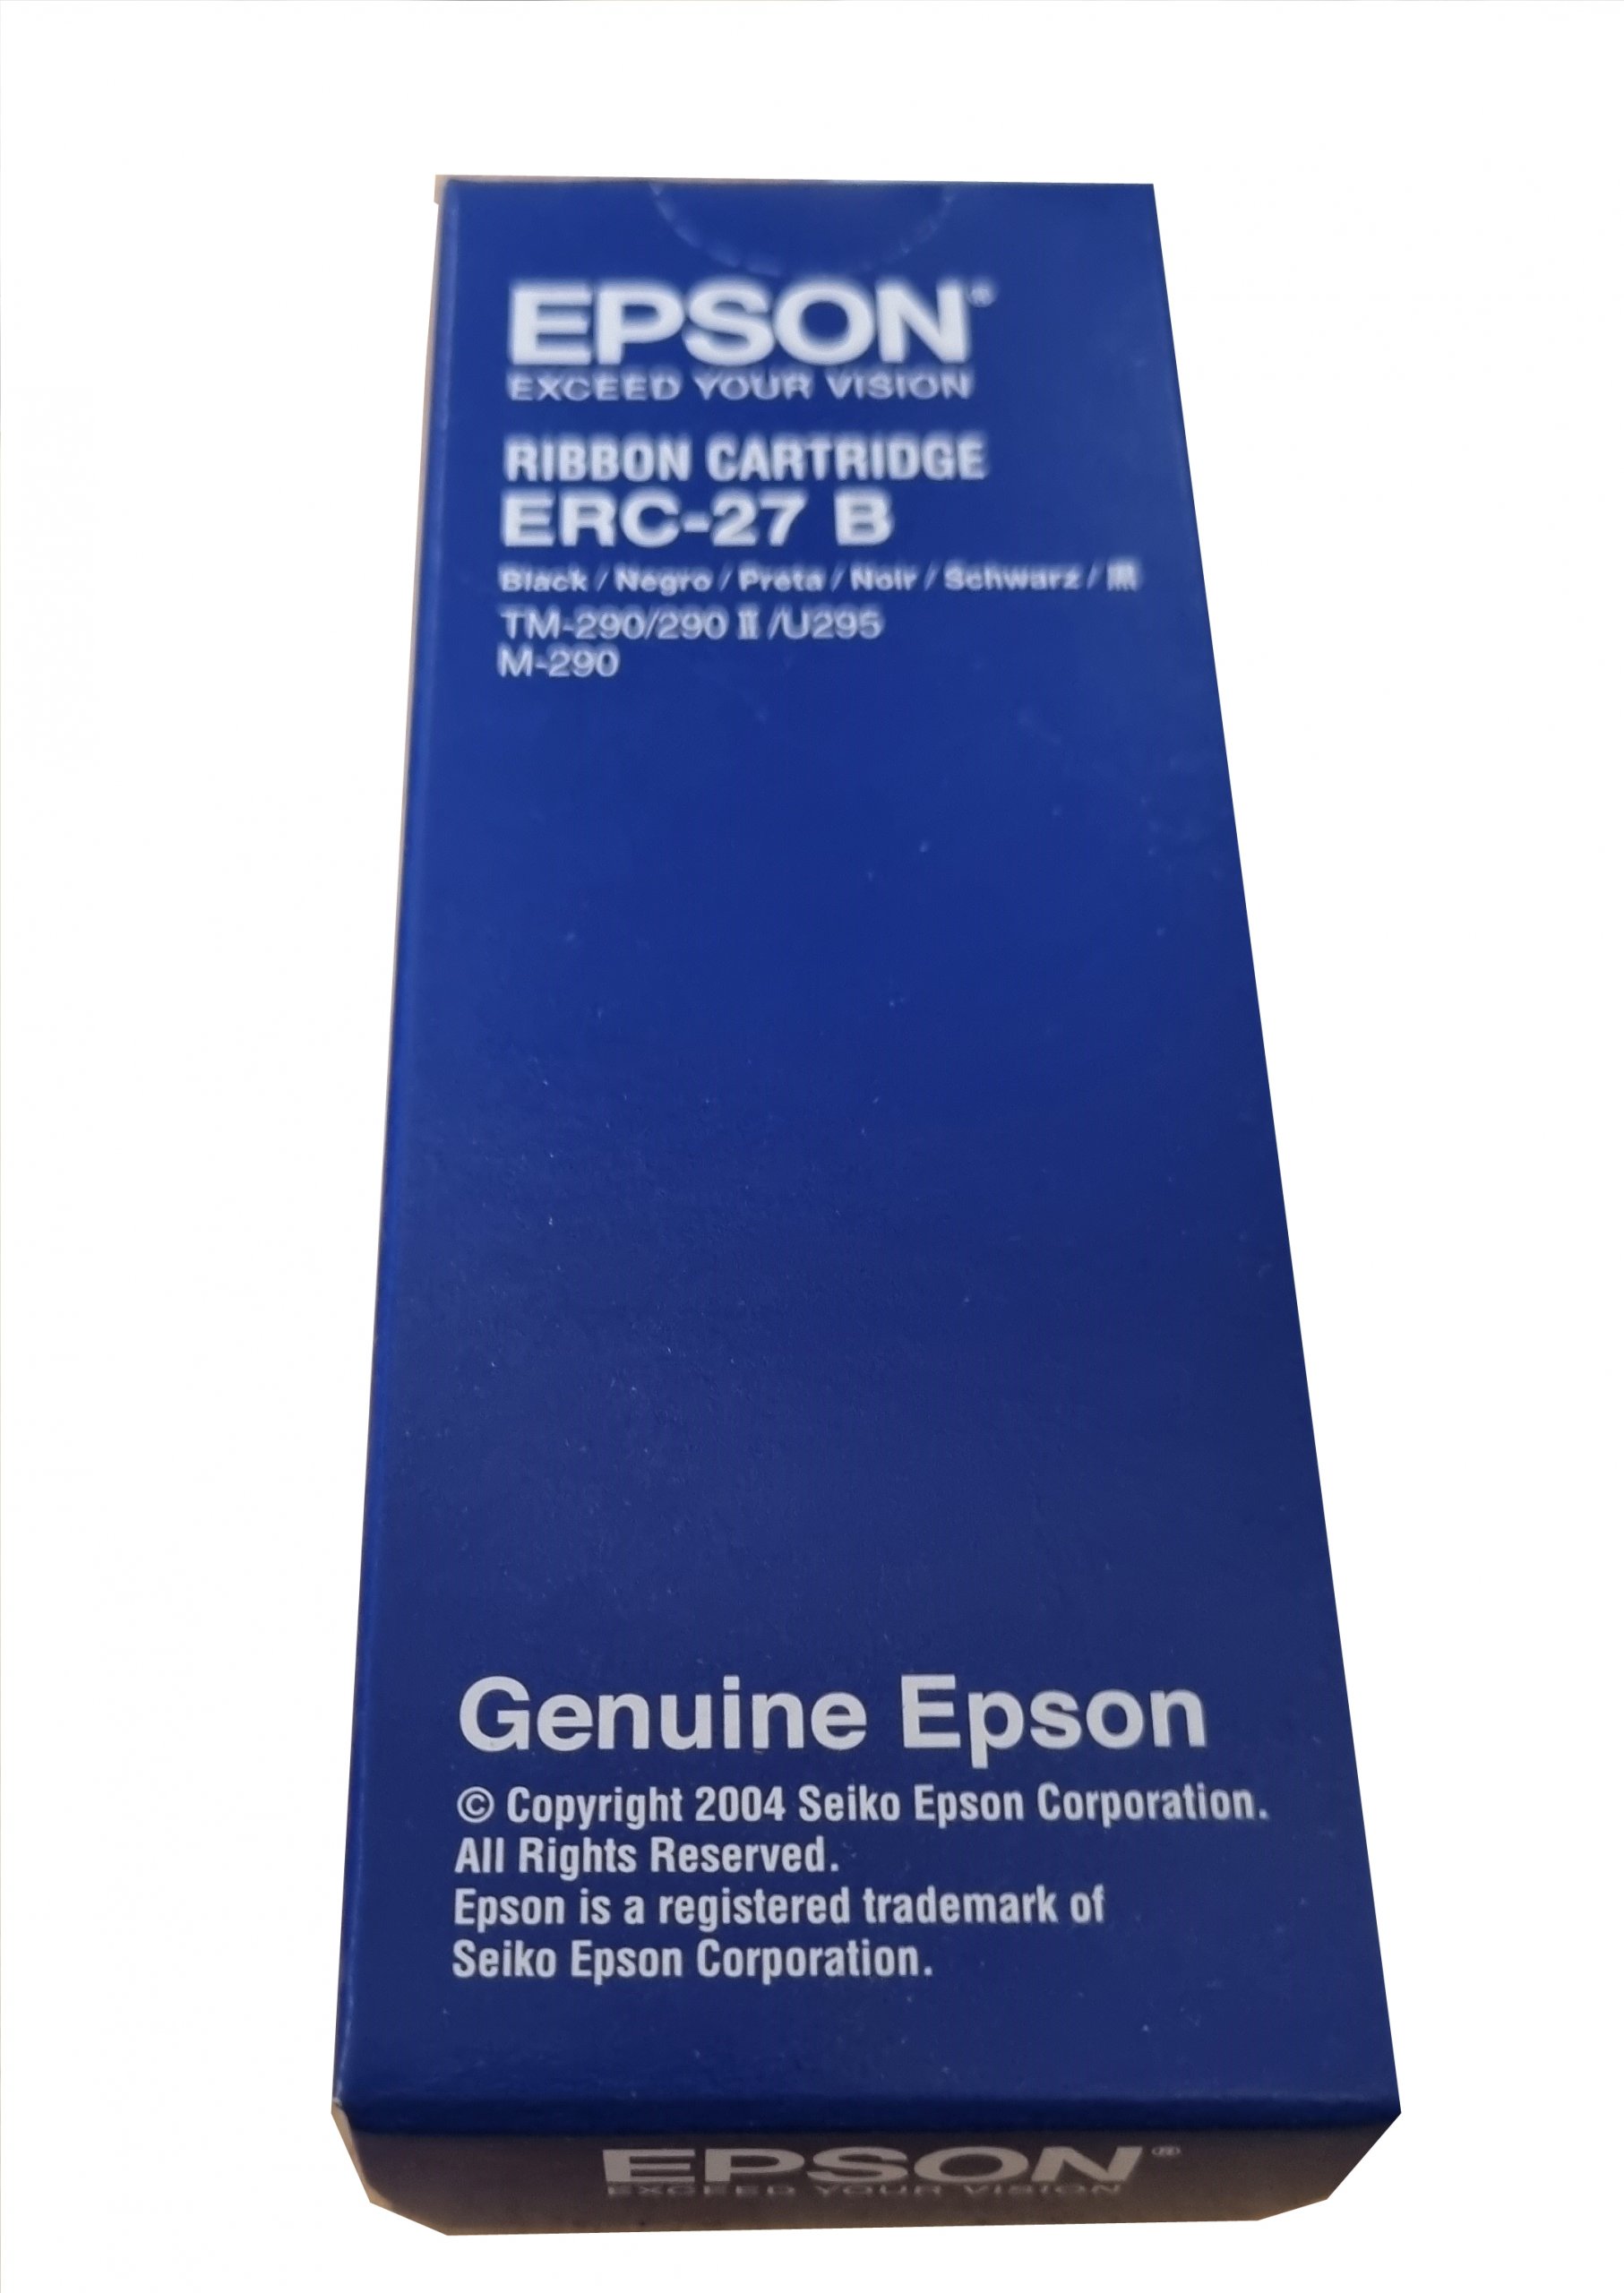 EPSON®
EXCEED YOUR VISION
RIBBON CARTRIDGE
ERC-27 B
Black / Negro / Preta / Noir / Schwarz / 黒
TM-290/290 II /U295
M-290
Genuine Epson
© Copyright 2004 Seiko Epson Corporation.
All Rights Reserved.
Epson is a registered trademark of
Seiko Epson Corporation.
EPSON®
EXCEED YOUR VISION